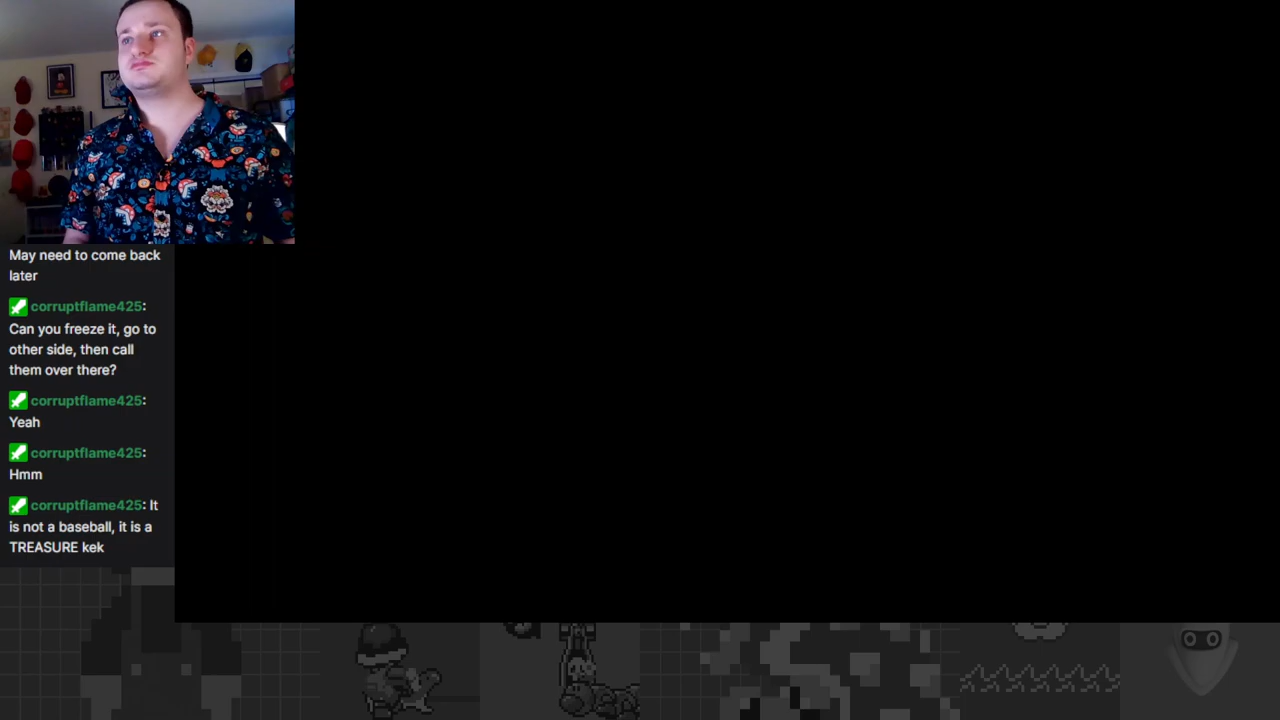 May need to come back
later
corruptflame425:
Can you freeze it, go to
other side, then call
them over there?
corruptflame425:
Yeah
corruptflame425:
Hmm
corruptflame425: It
is not a baseball, it is a
TREASURE kek